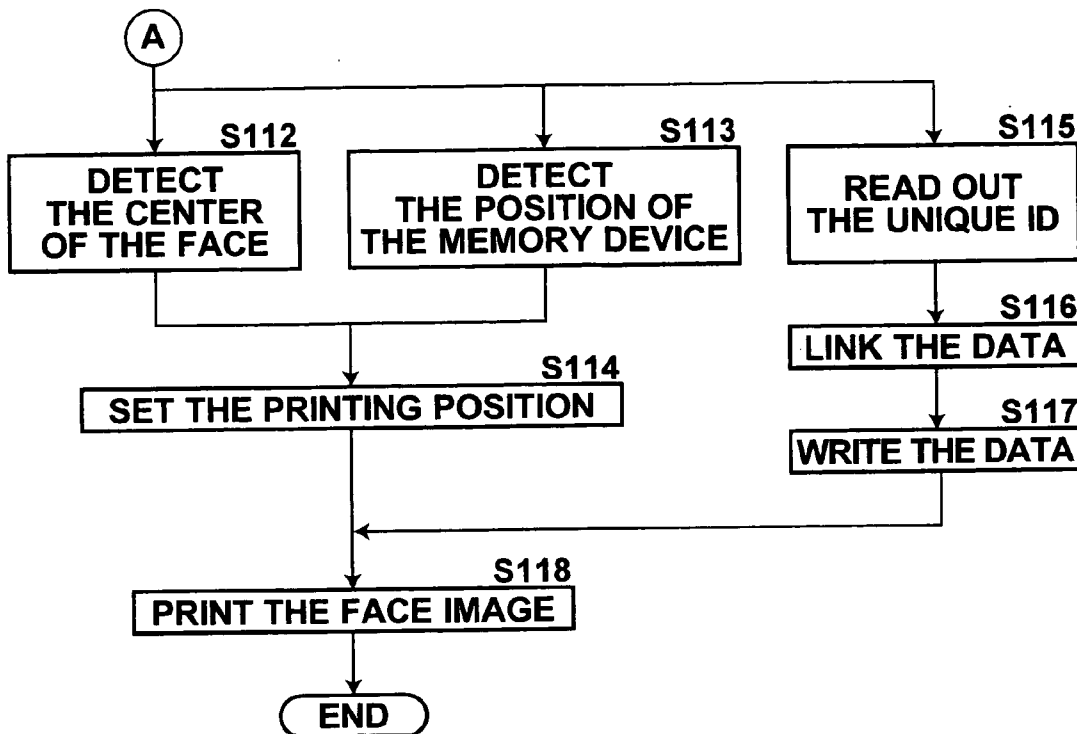 A
S112
DETECT
THE CENTER
OF THE FACE
S113
DETECT
THE POSITION OF
THE MEMORY DEVICE
S115
READ OUT
THE UNIQUE ID
S116
LINK THE DATA
S114
SET THE PRINTING POSITION
S117
WRITE THE DATA
S118
PRINT THE FACE IMAGE
END